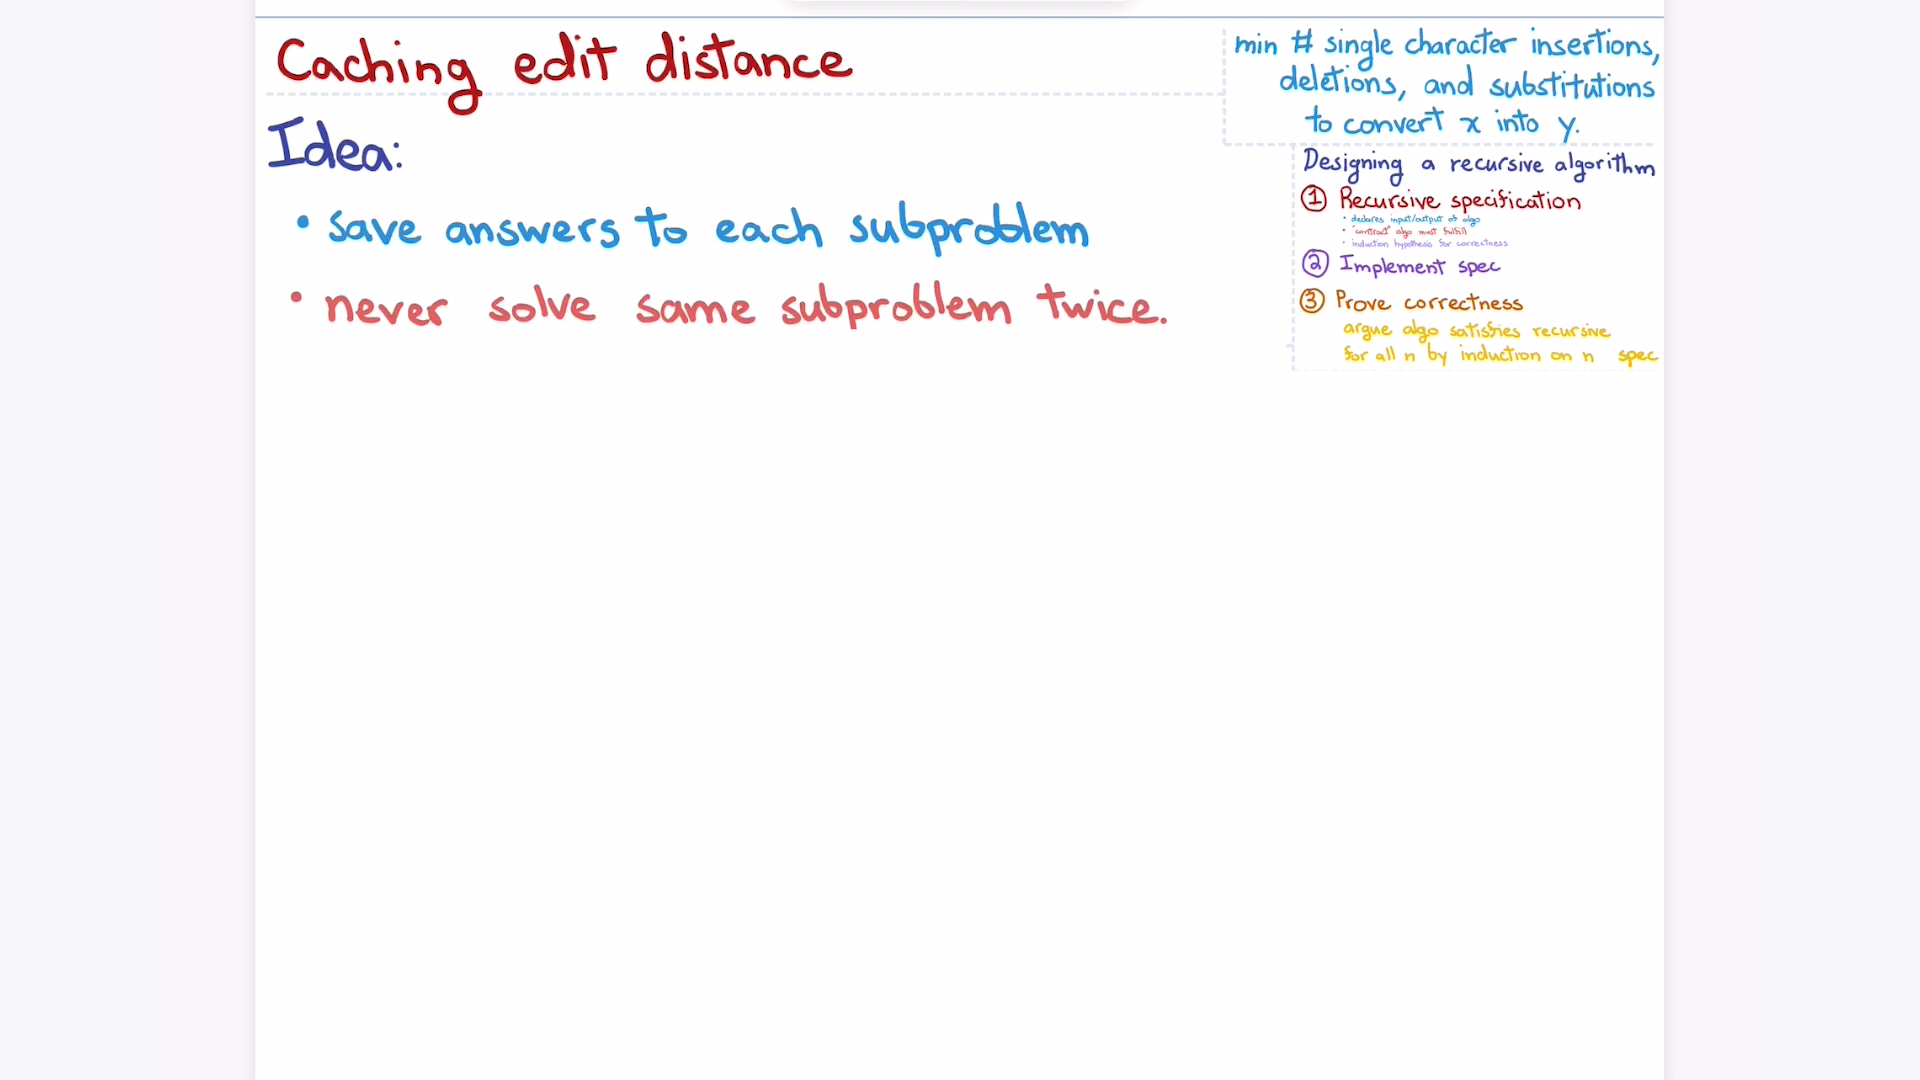 Caching edit distance
Idea:
• save answers to each subproblem
• never solve same subproblem twice.
min # single character insertions,
deletions, and substitutions
to convert x into y.
Designing a recursive algorithm
① Recursive specification
• declares input/output of algo
• "contract" algo must fulfill
• induction hypothesis for correctness
② Implement spec
③ Prove correctness
argue algo satisfies recursive
for all n by induction on n spec